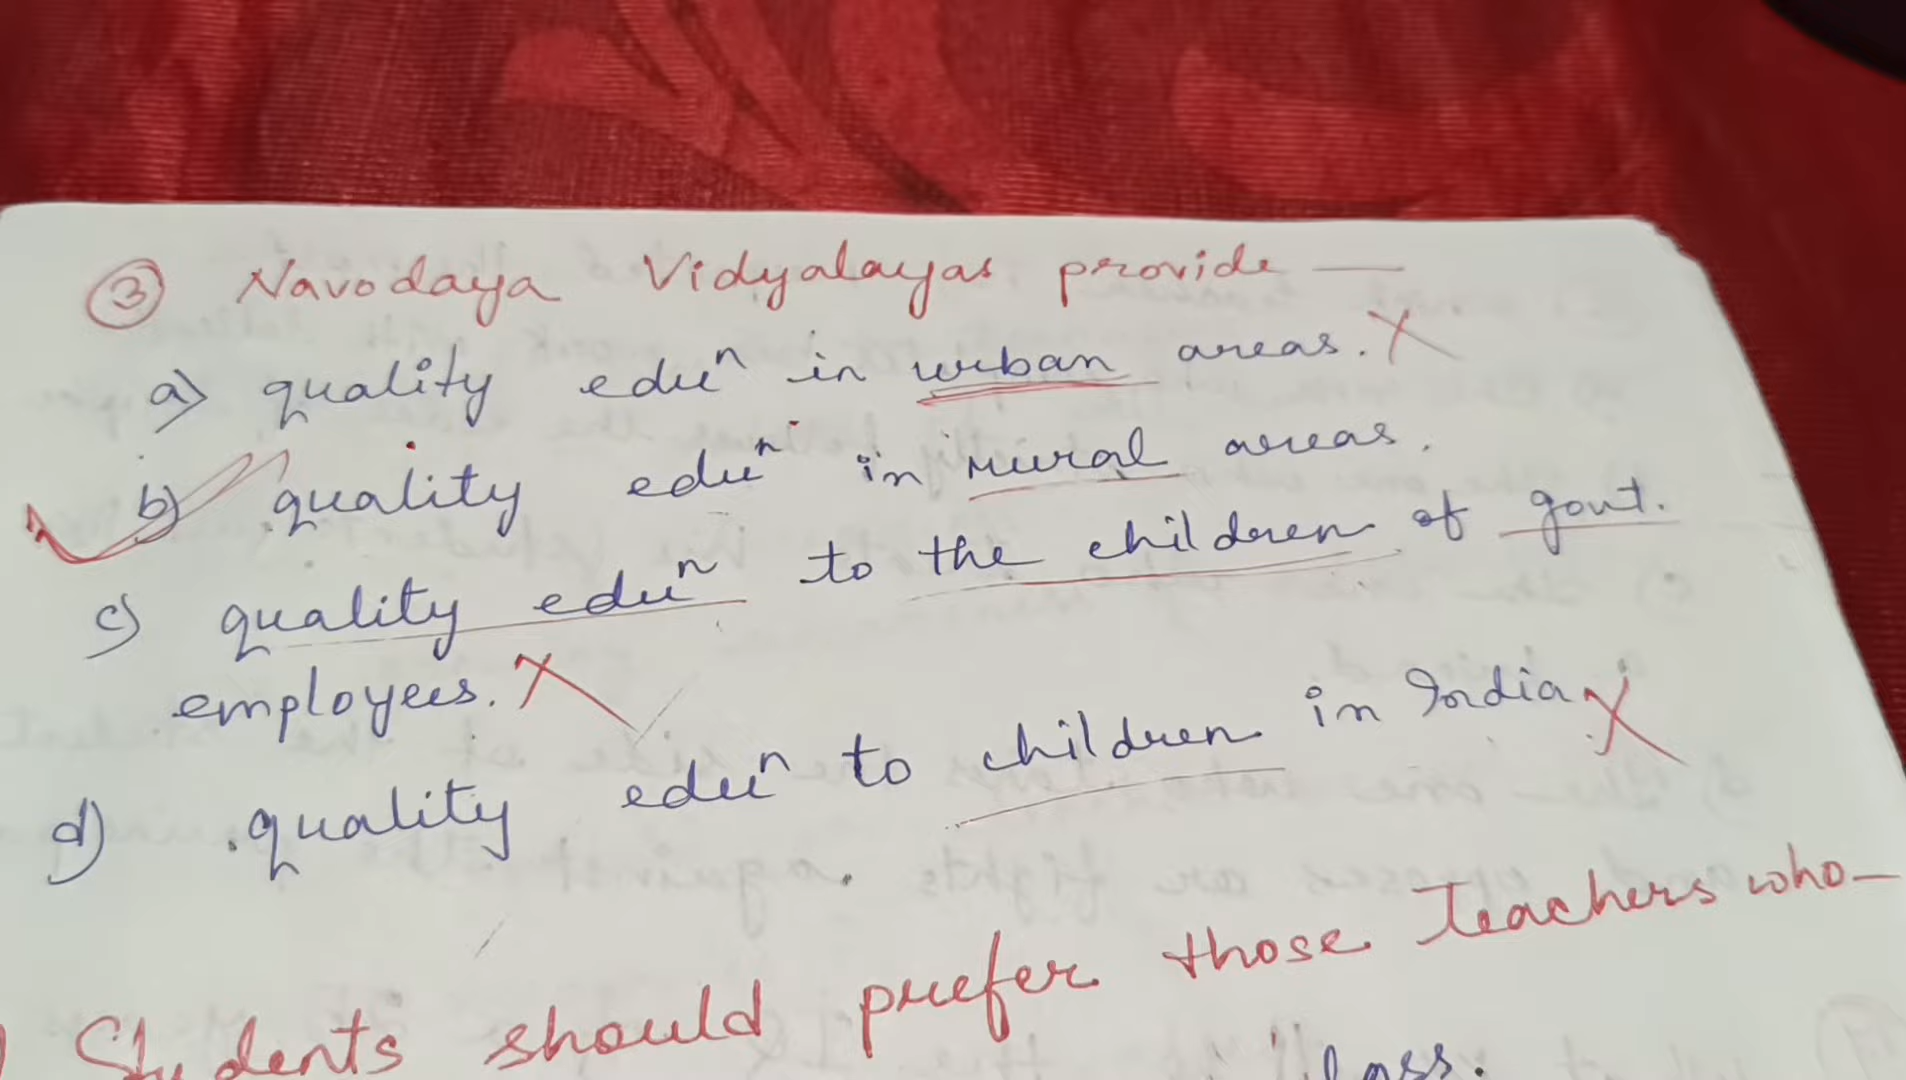 ③ Navodaya Vidyalayas provide —
a) quality eduⁿ in urban areas. X
b) quality eduⁿ in rural areas.
c) quality eduⁿ to the children of govt.
employees. X
d) quality eduⁿ to children in India X
Students should prefer those Teachers who—